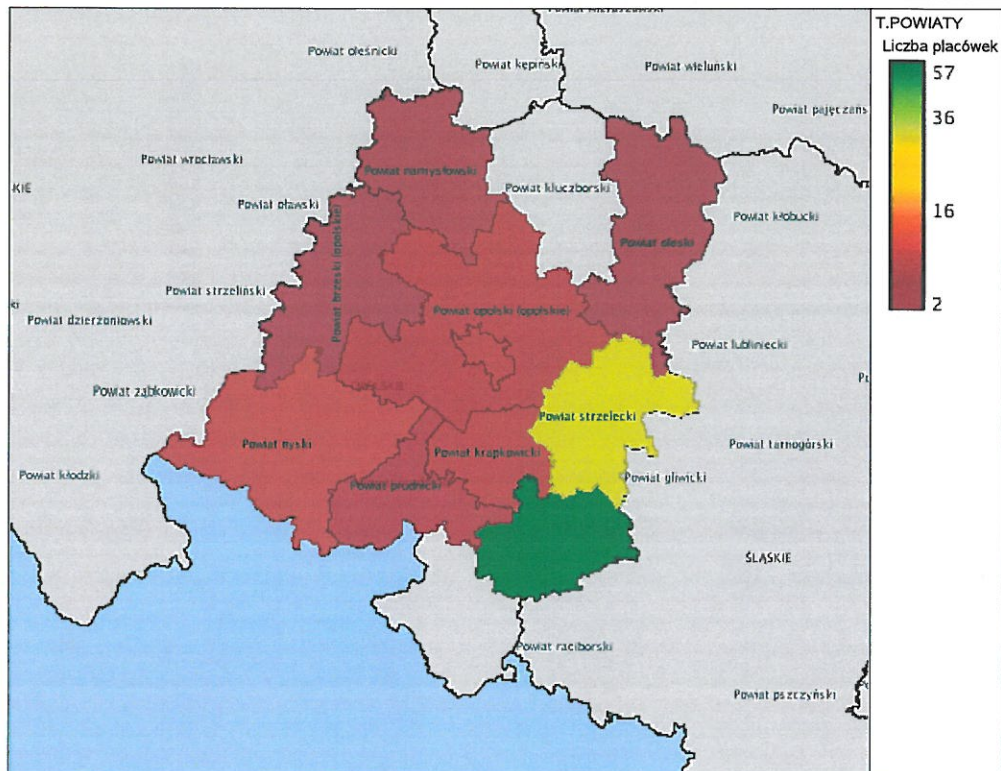 T.POWIATY
Liczba placówek
57
36
16
2
Powiat oleśnicki
Powiat kępiński
Powiat wieluński
Powiat pajęczańs
Powiat wrocławski
Powiat namysłowski
Powiat kluczborski
KIE
Powiat oławski
Powiat kłobucki
Powiat brzeski (opolskie)
Powiat oleski
Powiat strzeliński
Powiat opolski (opolskie)
Powiat dzierżoniowski
Powiat lubliniecki
Powiat ząbkowicki
Powiat strzelecki
Powiat nyski
Powiat krapkowicki
Powiat tarnogórski
Powiat kłodzki
Powiat prudnicki
Powiat gliwicki
ŚLĄSKIE
Powiat raciborski
Powiat pszczyński